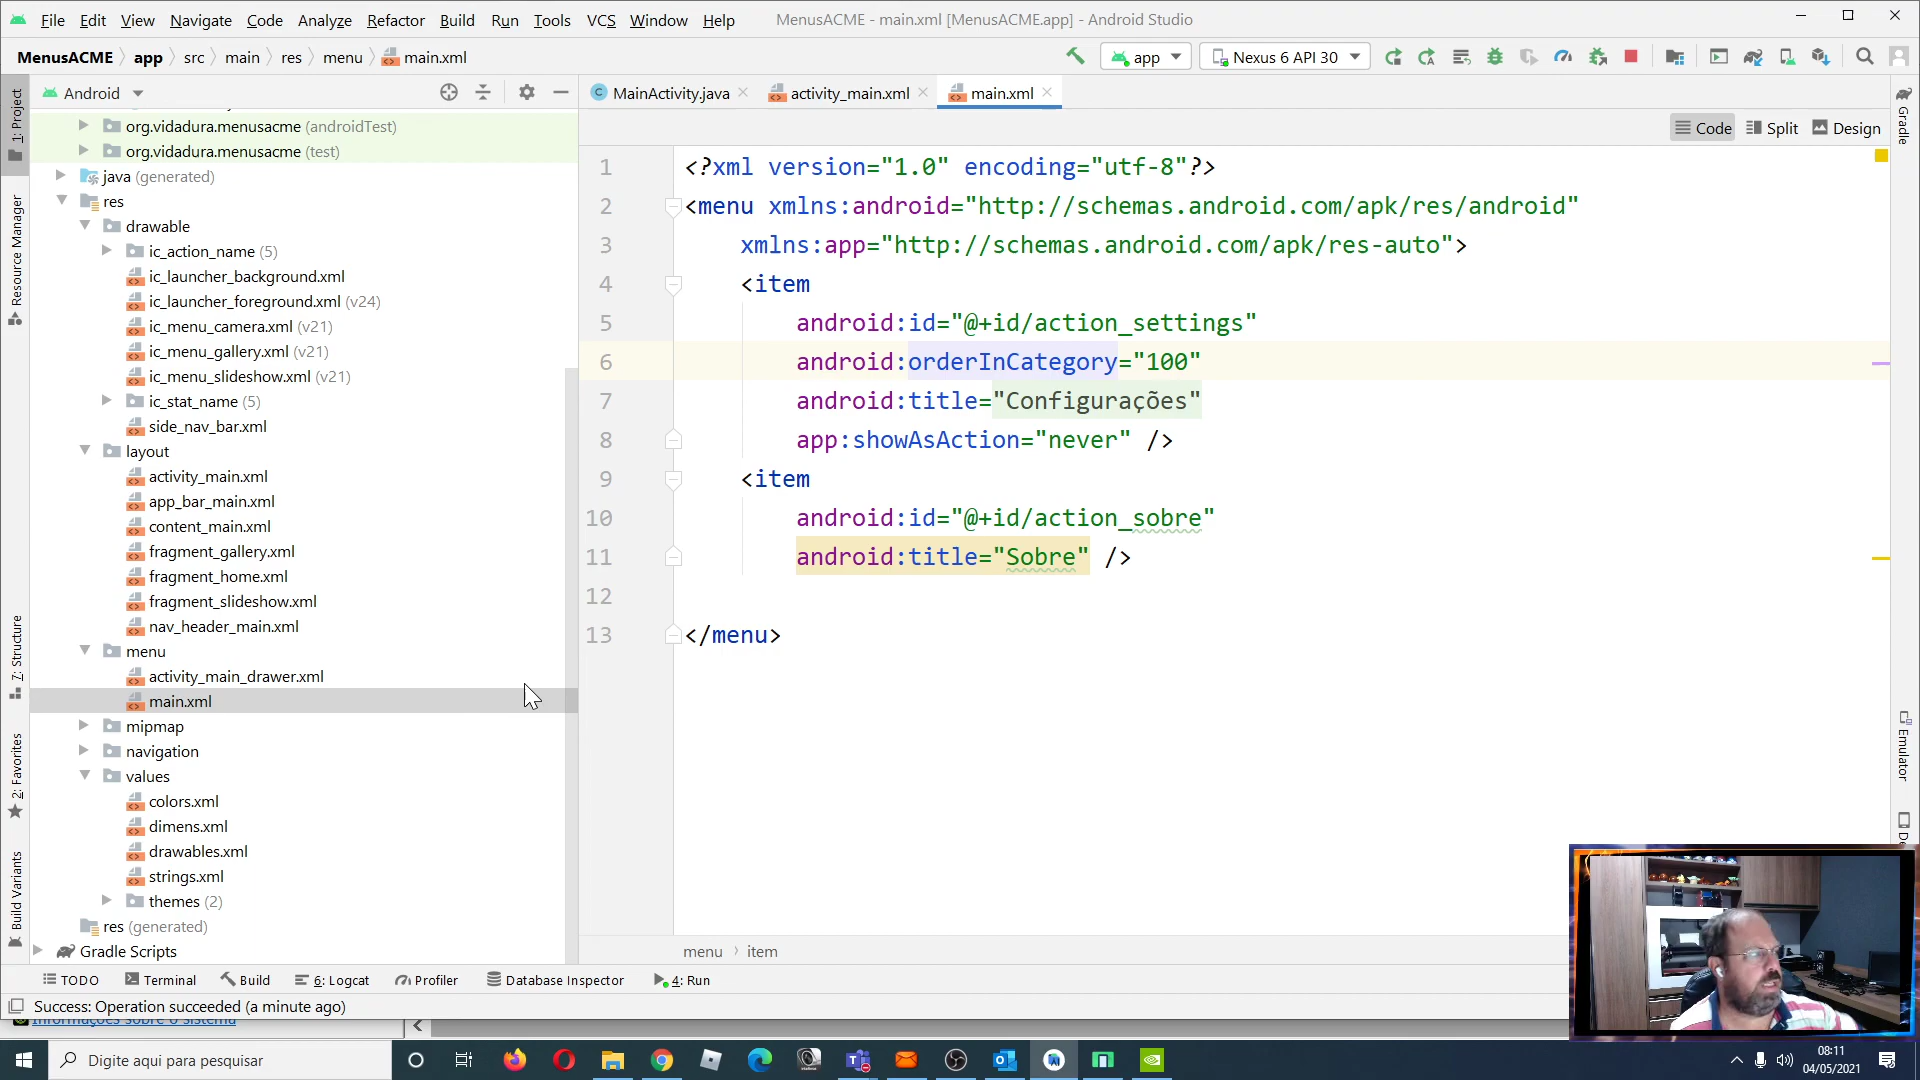 File Edit View Navigate Code Analyze Refactor Build Run Tools VCS Window Help MenusACME - main.xml [MenusACME.app] - Android Studio
MenusACME app src main res menu main.xml app Nexus 6 API 30
Android MainActivity.java activity_main.xml main.xml
Code Split Design
1: Project
Resource Manager
7: Structure
2: Favorites
Build Variants
org.vidadura.menusacme (androidTest)
org.vidadura.menusacme (test)
java (generated)
res
drawable
ic_action_name (5)
ic_launcher_background.xml
ic_launcher_foreground.xml (v24)
ic_menu_camera.xml (v21)
ic_menu_gallery.xml (v21)
ic_menu_slideshow.xml (v21)
ic_stat_name (5)
side_nav_bar.xml
layout
activity_main.xml
app_bar_main.xml
content_main.xml
fragment_gallery.xml
fragment_home.xml
fragment_slideshow.xml
nav_header_main.xml
menu
activity_main_drawer.xml
main.xml
mipmap
navigation
values
colors.xml
dimens.xml
drawables.xml
strings.xml
themes (2)
res (generated)
Gradle Scripts
1 <?xml version="1.0" encoding="utf-8"?>
2 <menu xmlns:android="http://schemas.android.com/apk/res/android"
3 xmlns:app="http://schemas.android.com/apk/res-auto">
4 <item
5 android:id="@+id/action_settings"
6 android:orderInCategory="100"
7 android:title="Configurações"
8 app:showAsAction="never" />
9 <item
10 android:id="@+id/action_sobre"
11 android:title="Sobre" />
12
13 </menu>
menu item
Gradle
Emulator
TODO Terminal Build 6: Logcat Profiler Database Inspector 4: Run
Success: Operation succeeded (a minute ago)
Informações sobre o sistema
Digite aqui para pesquisar
08:11
04/05/2021